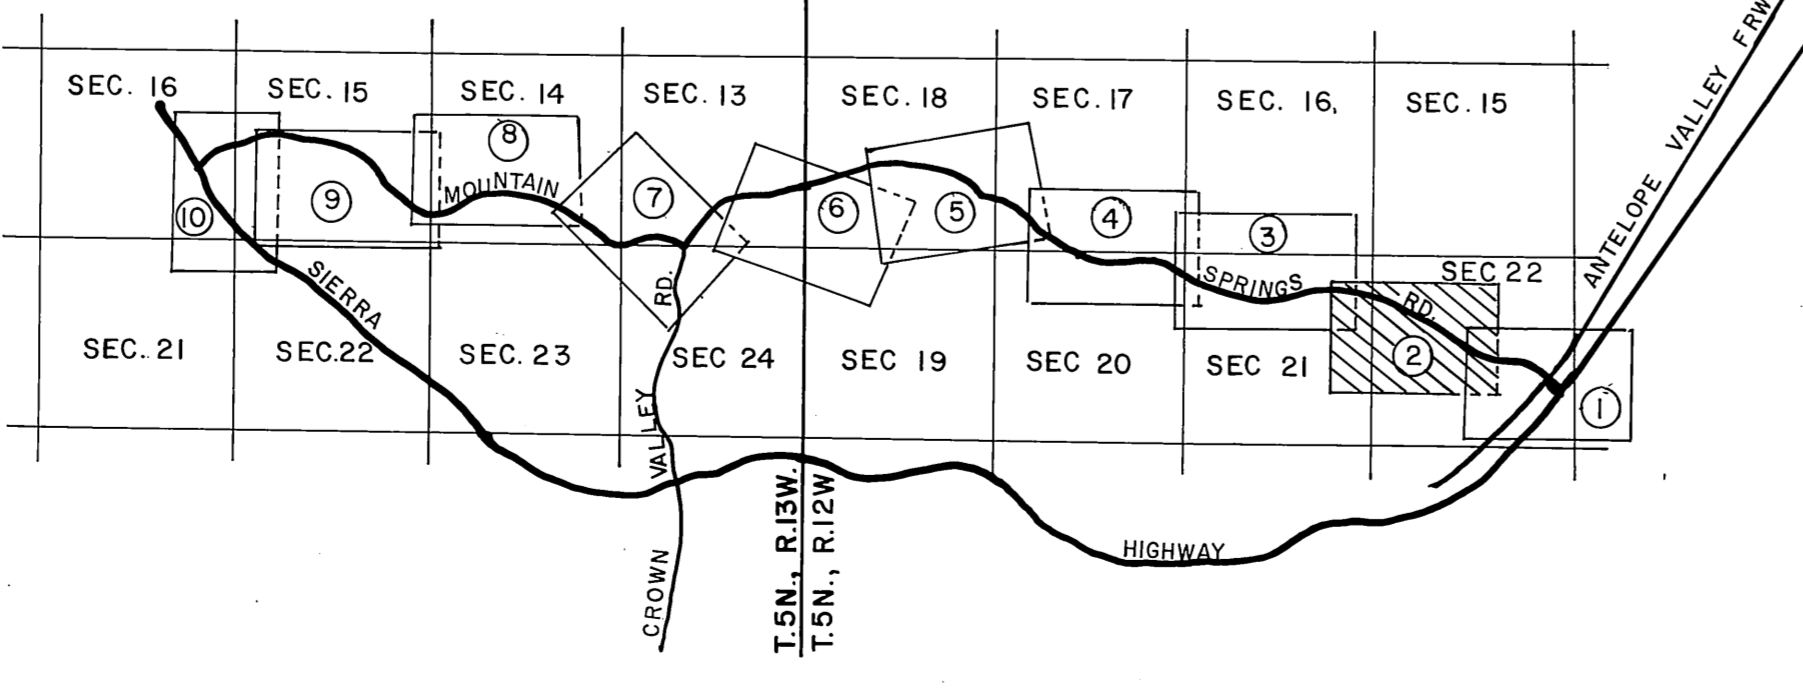 SEC. 16
SEC. 15
SEC. 14
SEC. 13
SEC. 18
SEC. 17
SEC. 16,
SEC. 15
ANTELOPE VALLEY FRW
10
9
8
MOUNTAIN
7
6
5
4
3
SPRINGS
RD.
SEC 22
2
1
SIERRA
RD.
SEC. 21
SEC.22
SEC. 23
SEC 24
SEC 19
SEC 20
SEC 21
VALLEY
CROWN
T.5N., R.13W.
T.5N., R.12W
HIGHWAY